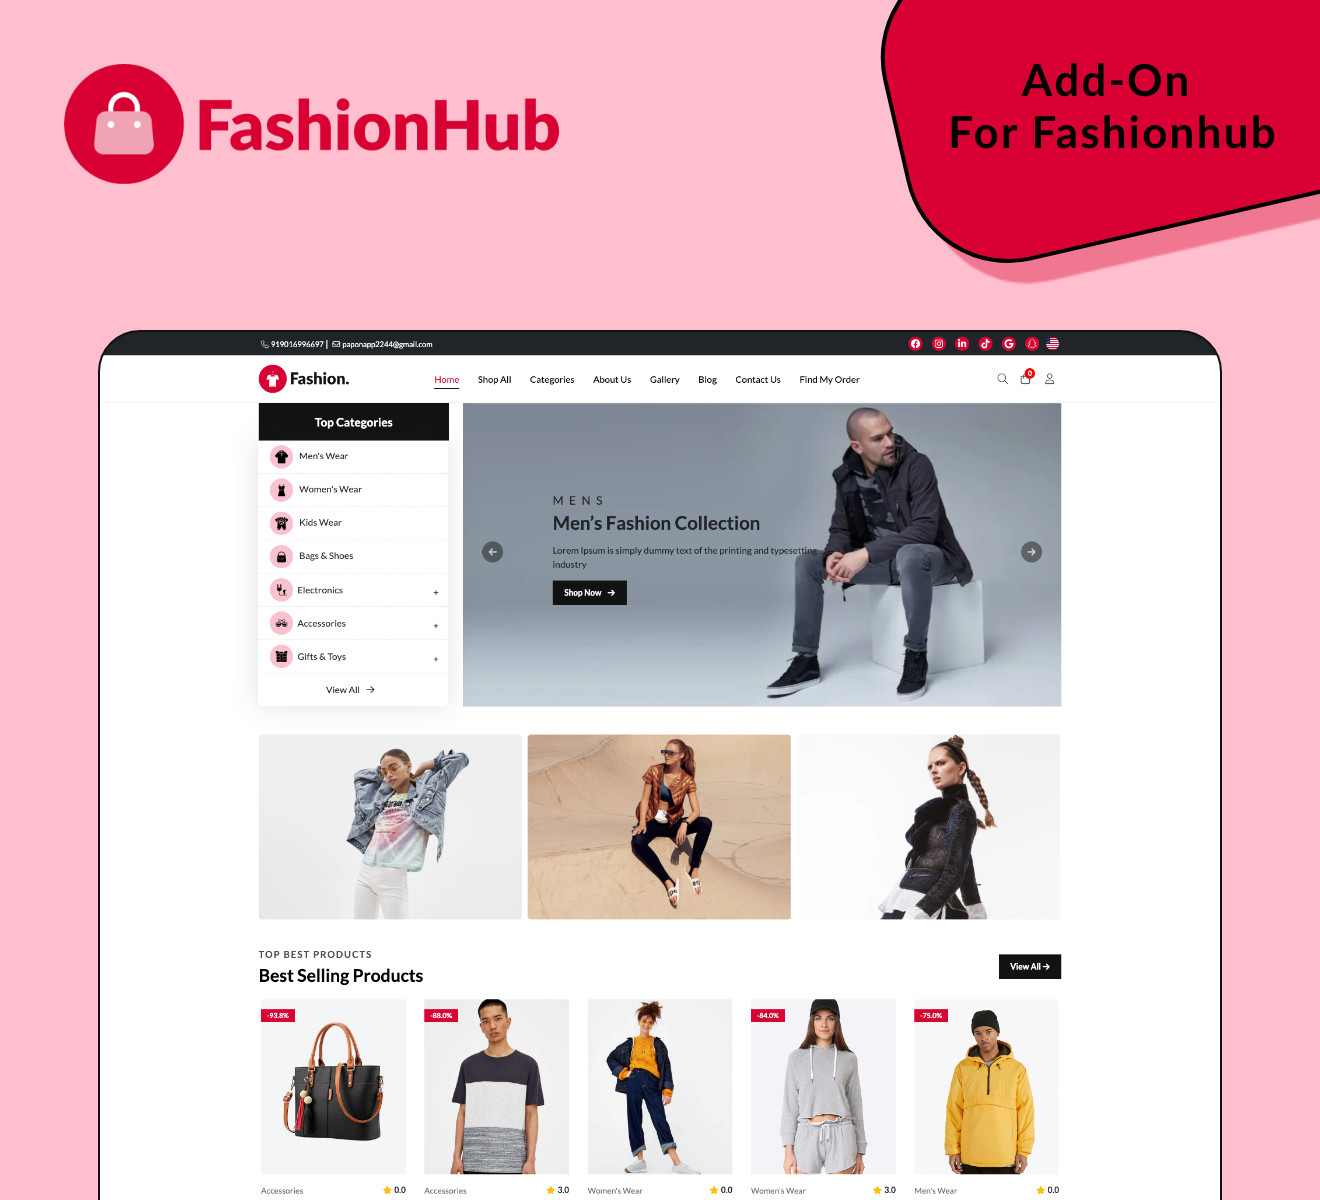 FashionHub
Add-On
For Fashionhub
919016996697 | paponapp2244@gmail.com
Fashion.
Home Shop All Categories About Us Gallery Blog Contact Us Find My Order
0
Top Categories
Men's Wear
Women's Wear
Kids Wear
Bags & Shoes
Electronics +
Accessories +
Gifts & Toys +
View All →
MENS
Men’s Fashion Collection
Lorem Ipsum is simply dummy text of the printing and typesetting
industry
Shop Now →
TOP BEST PRODUCTS
Best Selling Products
View All →
-93.8%
-88.0%
-84.0%
-75.0%
Accessories 0.0
Accessories 3.0
Women's Wear 0.0
Women's Wear 3.0
Men's Wear 0.0